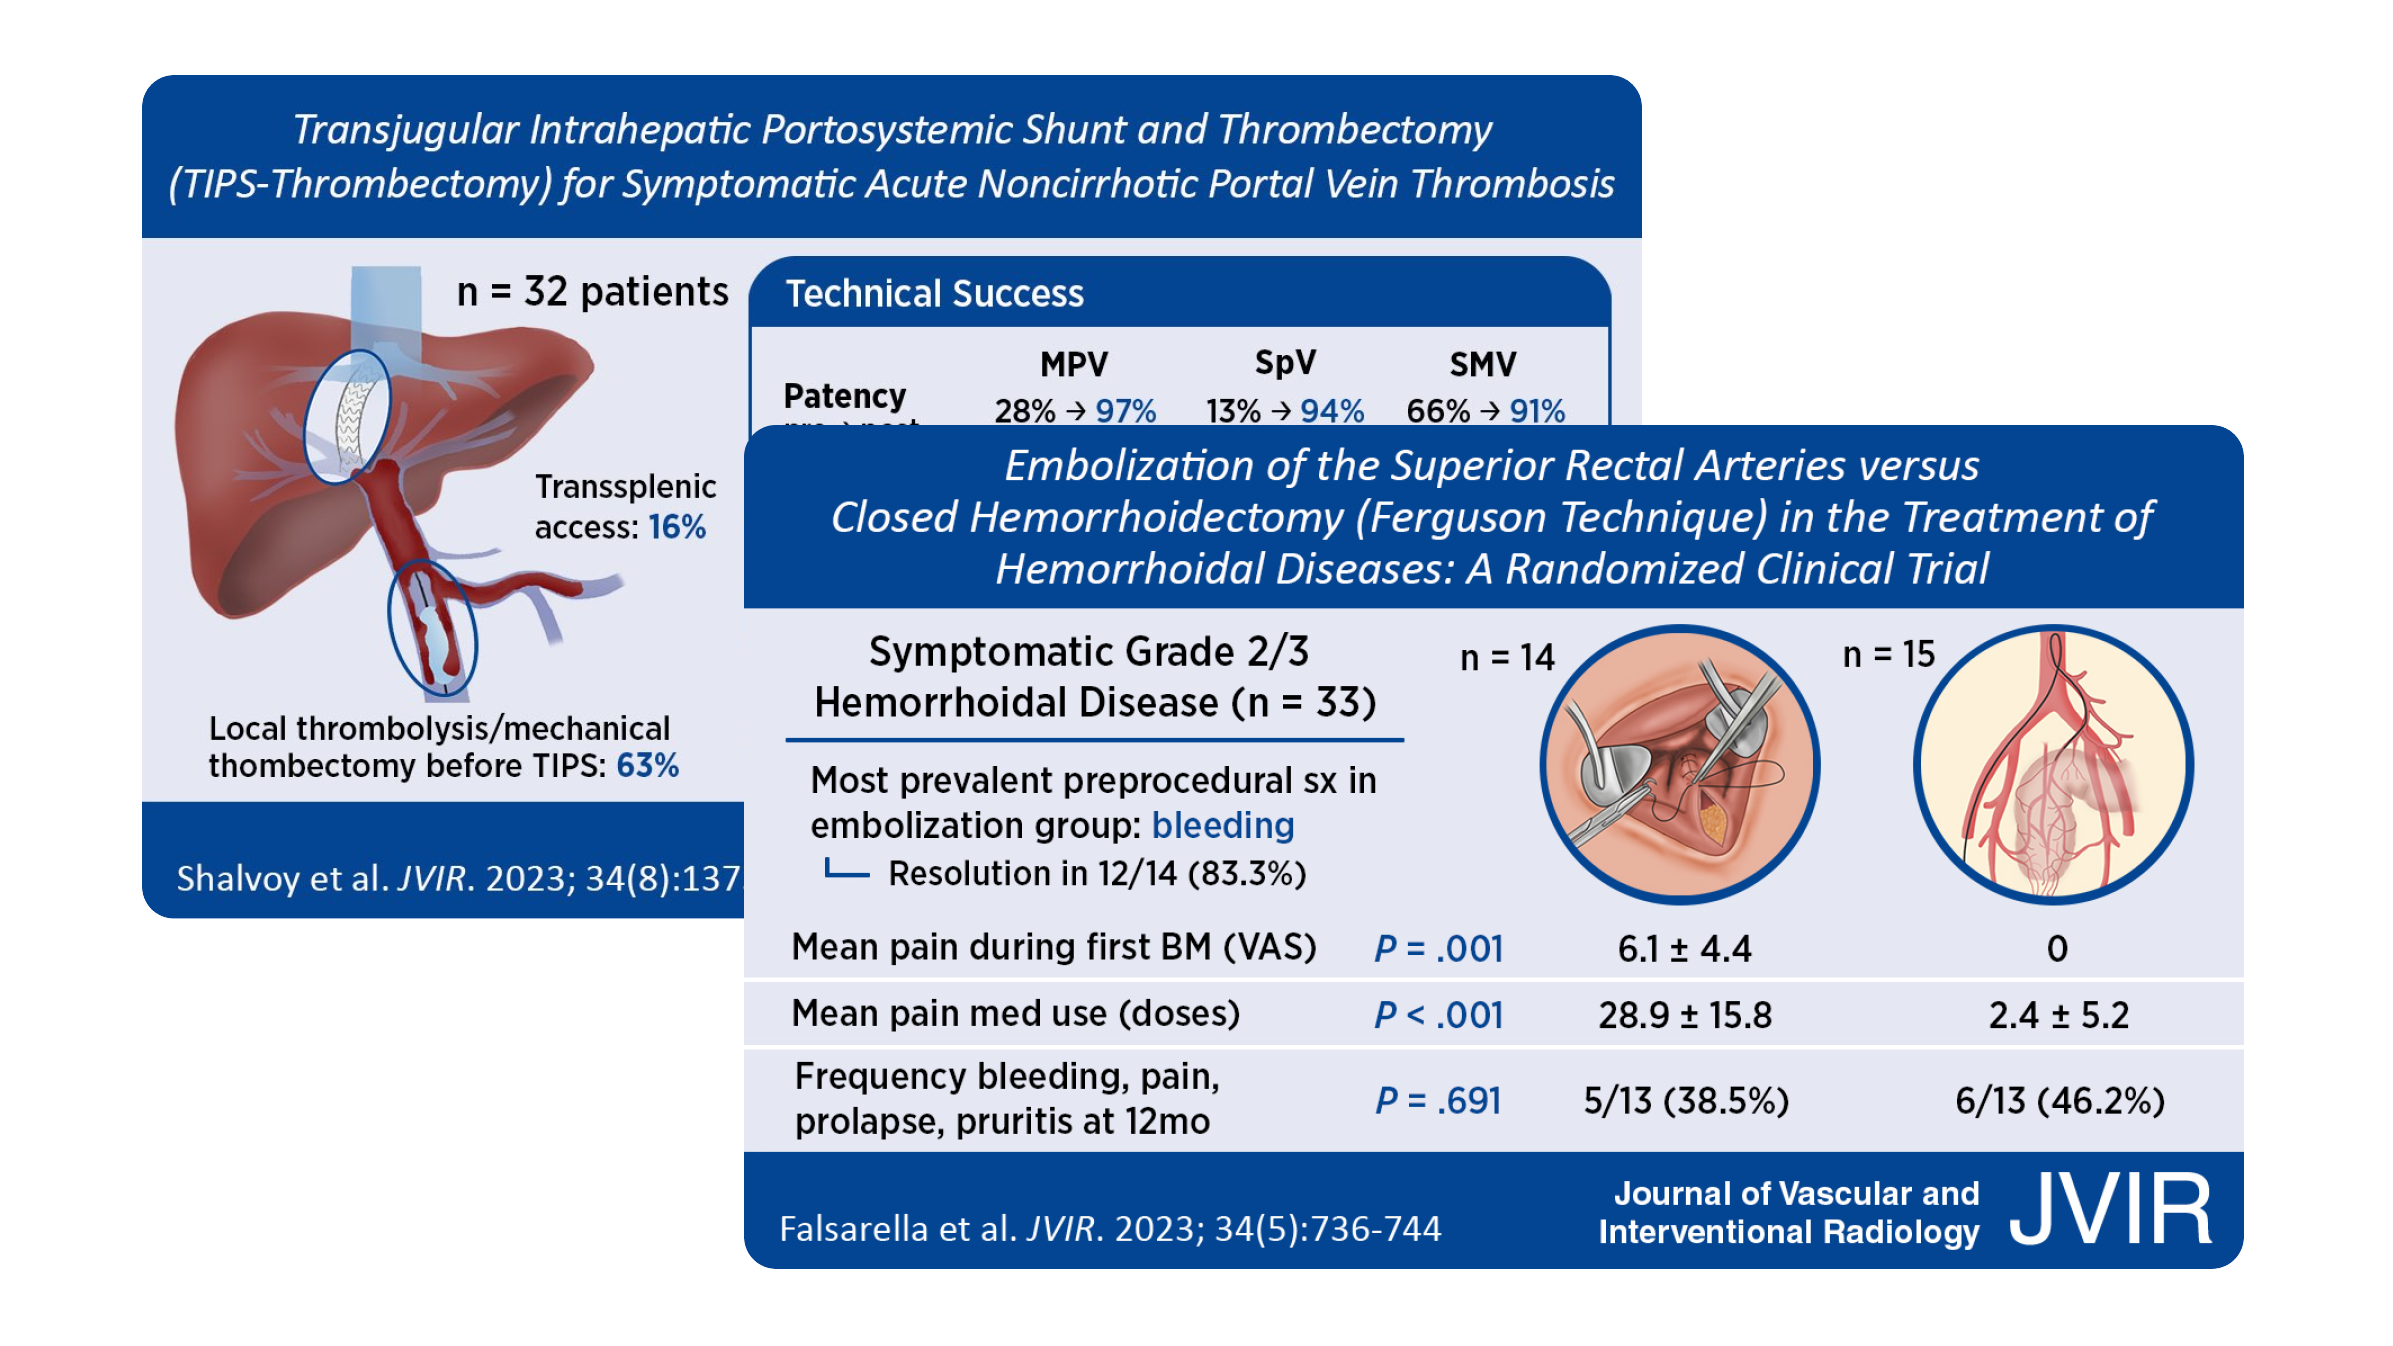 Transjugular Intrahepatic Portosystemic Shunt and Thrombectomy
(TIPS-Thrombectomy) for Symptomatic Acute Noncirrhotic Portal Vein Thrombosis
n = 32 patients
Transsplenic
access: 16%
Local thrombolysis/mechanical
thombectomy before TIPS: 63%
Technical Success
MPV SpV SMV
Patency 28% → 97% 13% → 94% 66% → 91%
Shalvoy et al. JVIR. 2023; 34(8):137
Embolization of the Superior Rectal Arteries versus
Closed Hemorrhoidectomy (Ferguson Technique) in the Treatment of
Hemorrhoidal Diseases: A Randomized Clinical Trial
Symptomatic Grade 2/3
Hemorrhoidal Disease (n = 33)
n = 14
n = 15
Most prevalent preprocedural sx in
embolization group: bleeding
Resolution in 12/14 (83.3%)
Mean pain during first BM (VAS) P = .001 6.1 ± 4.4 0
Mean pain med use (doses) P < .001 28.9 ± 15.8 2.4 ± 5.2
Frequency bleeding, pain,
prolapse, pruritis at 12mo P = .691 5/13 (38.5%) 6/13 (46.2%)
Falsarella et al. JVIR. 2023; 34(5):736-744
Journal of Vascular and
Interventional Radiology
JVIR